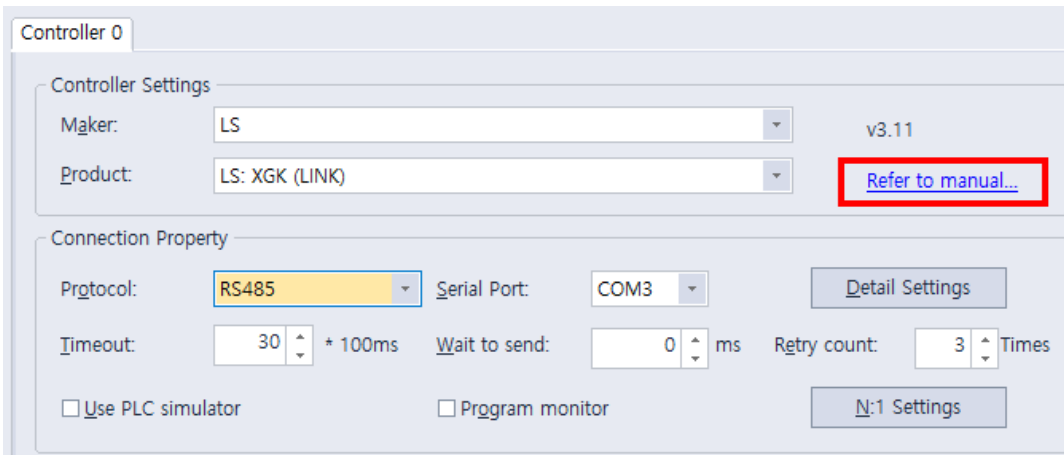 Controller 0
Controller Settings
Maker: LS v3.11
Product: LS: XGK (LINK) Refer to manual...
Connection Property
Protocol: RS485 Serial Port: COM3 Detail Settings
Timeout: 30 * 100ms Wait to send: 0 ms Retry count: 3 Times
Use PLC simulator Program monitor N:1 Settings